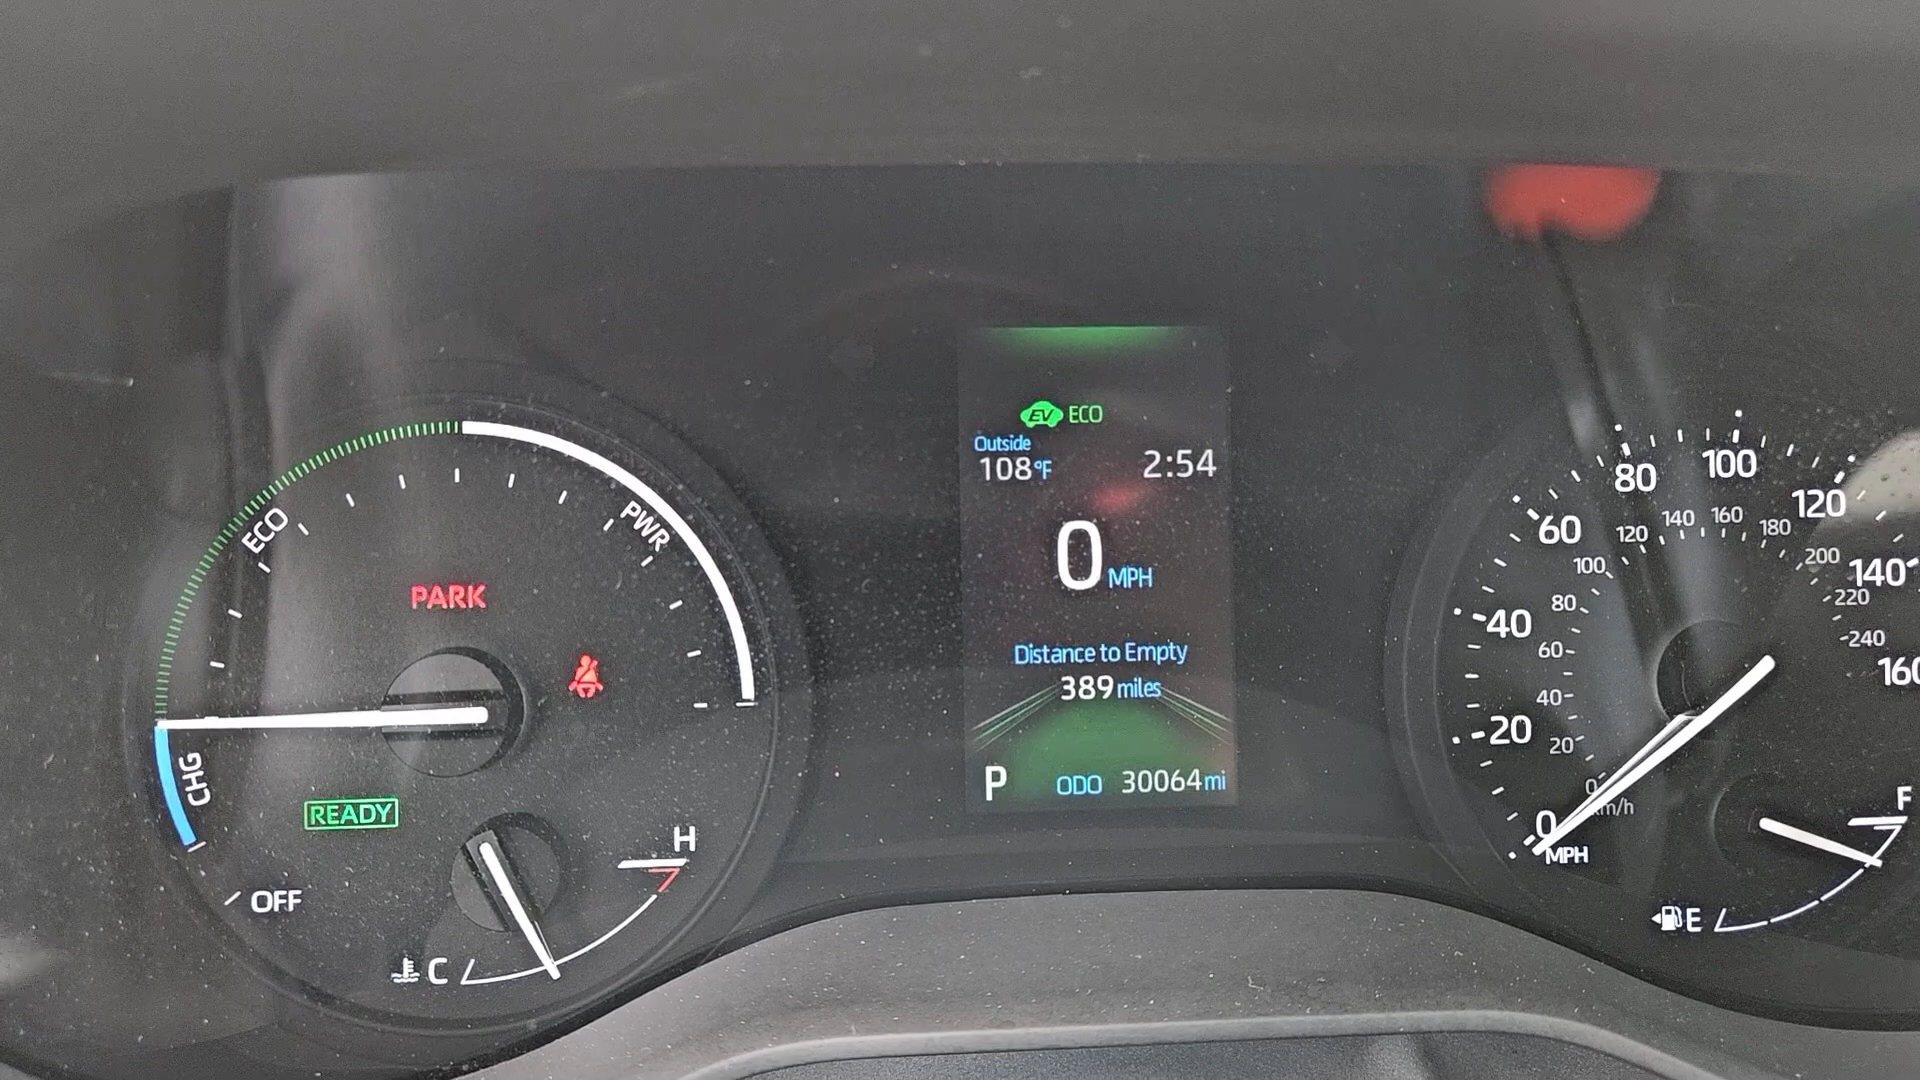 ECO
PWR
PARK
CHG
READY
OFF
H
C
EV ECO
Outside
108°F
2:54
0 MPH
Distance to Empty
389 miles
P ODO 30064 mi
0
20
40
60
80
100
120
140
160
0
20
40
60
80
100
120
140
160
180
200
220
240
km/h
MPH
F
E